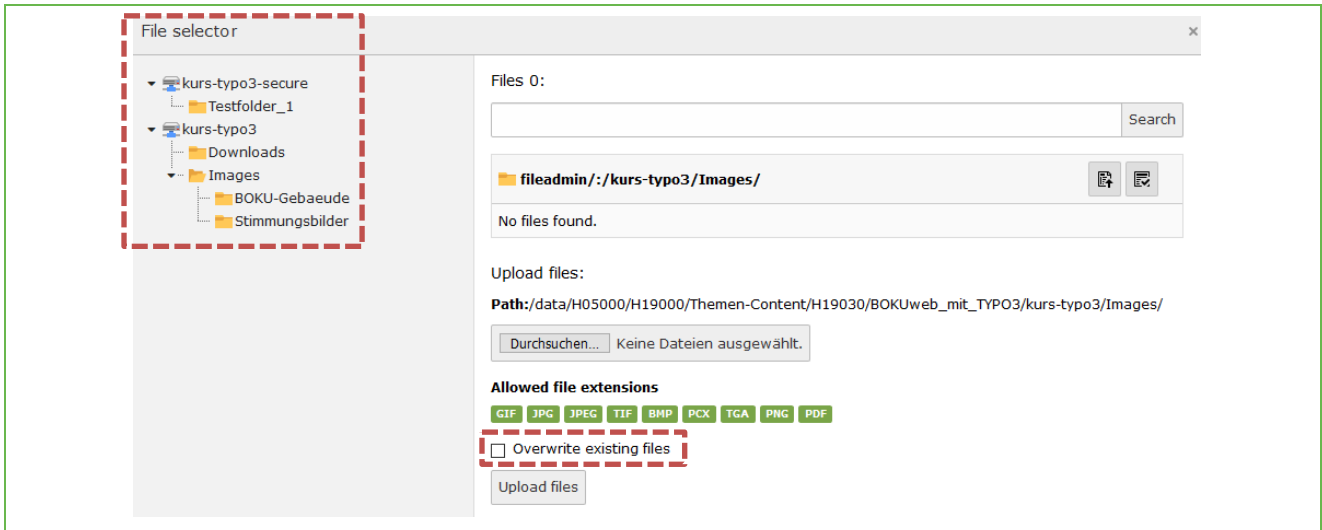 File selector
×
kurs-typo3-secure
Testfolder_1
kurs-typo3
Downloads
Images
BOKU-Gebaeude
Stimmungsbilder
Files 0:
Search
fileadmin/:/kurs-typo3/Images/
No files found.
Upload files:
Path:/data/H05000/H19000/Themen-Content/H19030/BOKUweb_mit_TYPO3/kurs-typo3/Images/
Durchsuchen... Keine Dateien ausgewählt.
Allowed file extensions
GIF JPG JPEG TIF BMP PCX TGA PNG PDF
Overwrite existing files
Upload files